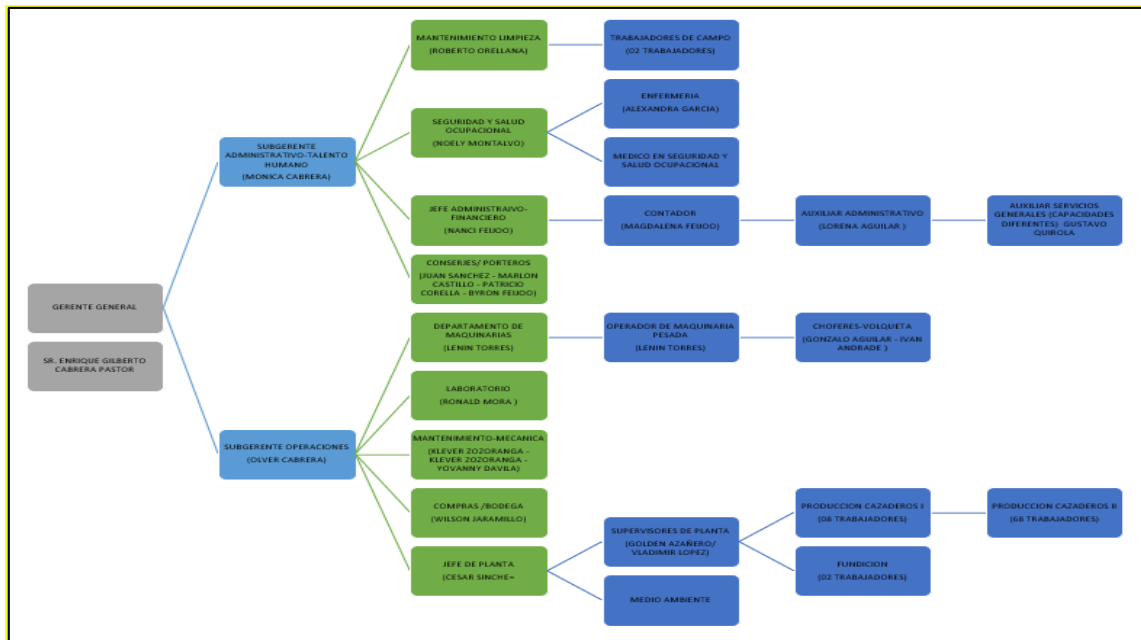 GERENTE GENERAL
SR. ENRIQUE GILBERTO
CABRERA PASTOR
SUBGERENTE
ADMINISTRATIVO-TALENTO
HUMANO
(MONICA CABRERA)
SUBGERENTE OPERACIONES
(OLVER CABRERA)
MANTENIMIENTO LIMPIEZA
(ROBERTO ORELLANA)
SEGURIDAD Y SALUD
OCUPACIONAL
(NOELY MONTALVO)
JEFE ADMINISTRAIVO-
FINANCIERO
(NANCI FEIJOO)
CONSERJES/ PORTEROS
(JUAN SANCHEZ - MARLON
CASTILLO - PATRICIO
CORELLA - BYRON FEIJOO)
DEPARTAMENTO DE
MAQUINARIAS
(LENIN TORRES)
LABORATORIO
(RONALD MORA )
MANTENIMIENTO-MECANICA
(KLEVER ZOZORANGA -
KLEVER ZOZORANGA -
YOVANNY DAVILA)
COMPRAS /BODEGA
(WILSON JARAMILLO)
JEFE DE PLANTA
(CESAR SINCHE=
TRABAJADORES DE CAMPO
(02 TRABAJADORES)
ENFERMERIA
(ALEXANDRA GARCIA)
MEDICO EN SEGURIDAD Y
SALUD OCUPACIONAL
CONTADOR
(MAGDALENA FEIJOO)
AUXILIAR ADMINISTRATIVO
(LORENA AGUILAR )
AUXILIAR SERVICIOS
GENERALES (CAPACIDADES
DIFERENTES) GUSTAVO
QUIROLA
OPERADOR DE MAQUINARIA
PESADA
(LENIN TORRES)
CHOFERES-VOLQUETA
(GONZALO AGUILAR - IVAN
ANDRADE )
SUPERVISORES DE PLANTA
(GOLDEN AZAÑERO/
VLADIMIR LOPEZ)
MEDIO AMBIENTE
PRODUCCION CAZADEROS I
(08 TRABAJADORES)
PRODUCCION CAZADEROS II
(68 TRABAJADORES)
FUNDICION
(02 TRABAJADORES)